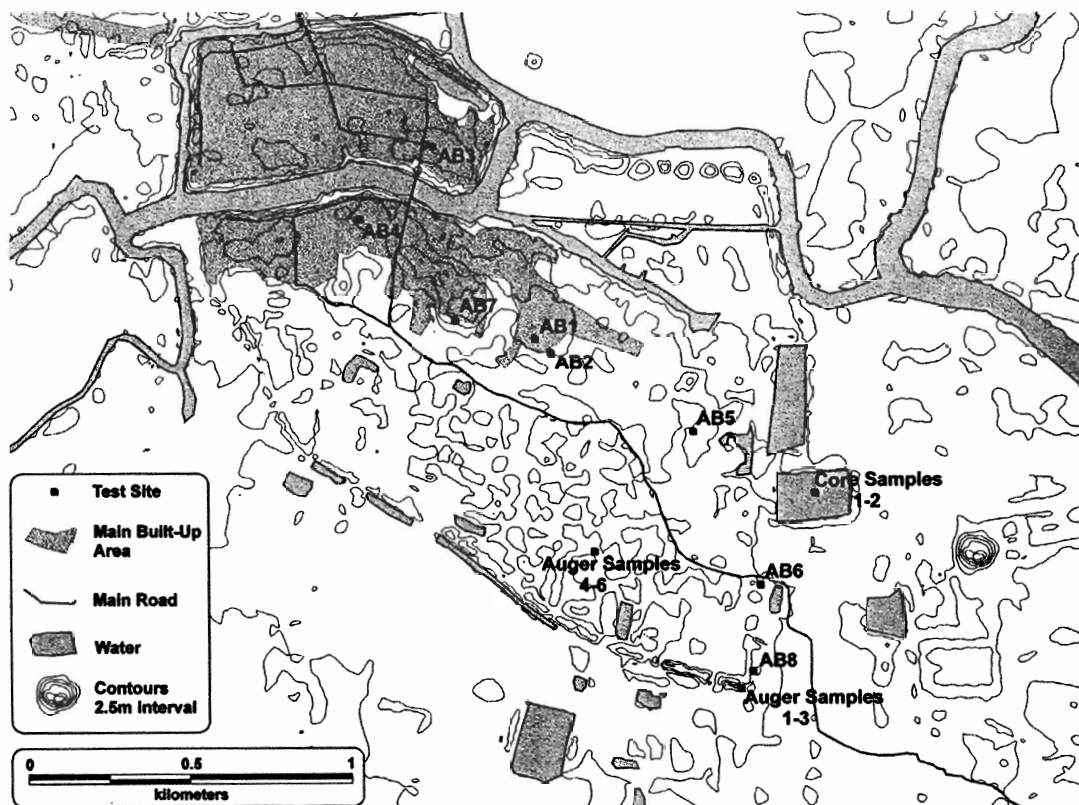 AB3
AB4
AB7
AB1
AB2
AB5
Core Samples
1-2
Auger Samples
4-6
AB6
AB8
Auger Samples
1-3
Test Site
Main Built-Up
Area
Main Road
Water
Contours
2.5m Interval
0 0.5 1
kilometers